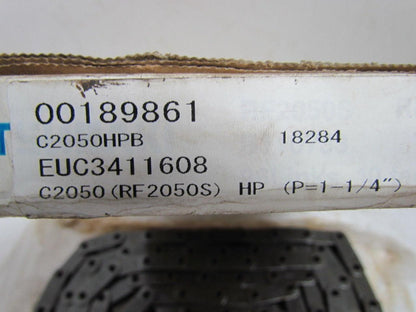 00189861
C2050HPB 18284
EUC3411608
C2050(RF2050S) HP (P=1-1/4")